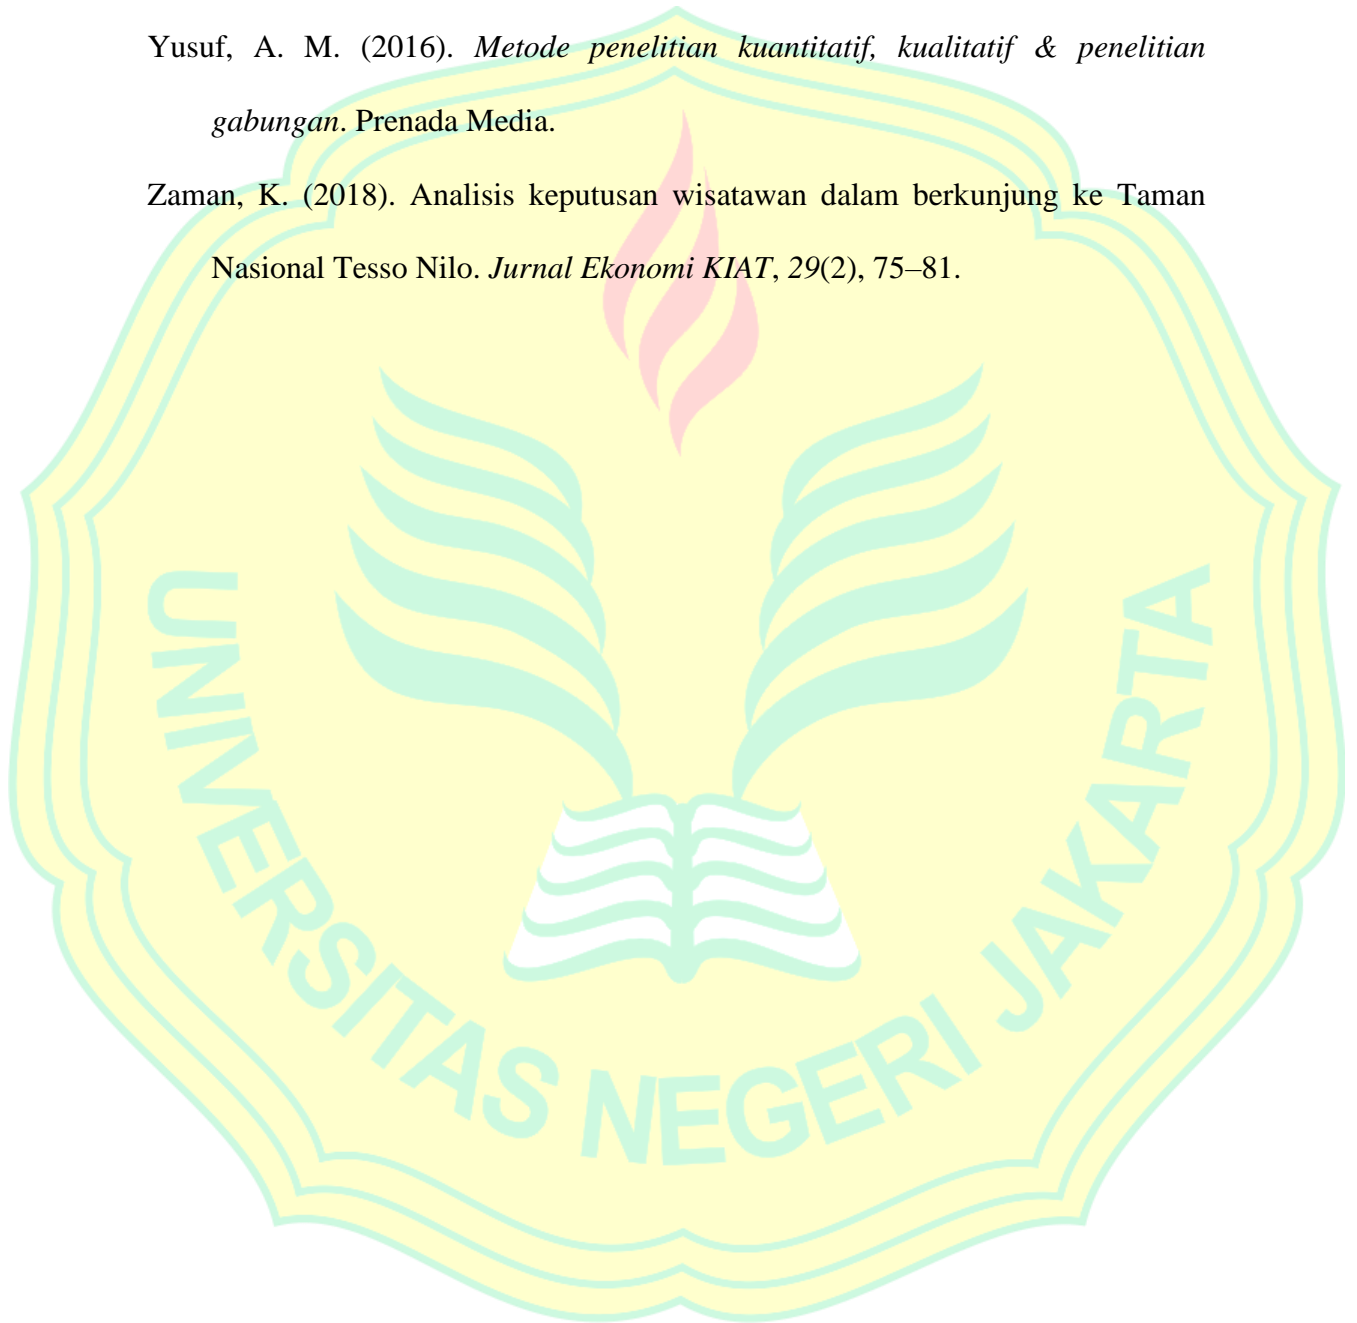 Yusuf, A. M. (2016). Metode penelitian kuantitatif, kualitatif & penelitian
gabungan. Prenada Media.
Zaman, K. (2018). Analisis keputusan wisatawan dalam berkunjung ke Taman
Nasional Tesso Nilo. Jurnal Ekonomi KIAT, 29(2), 75–81.
UNIVERSITAS NEGERI JAKARTA